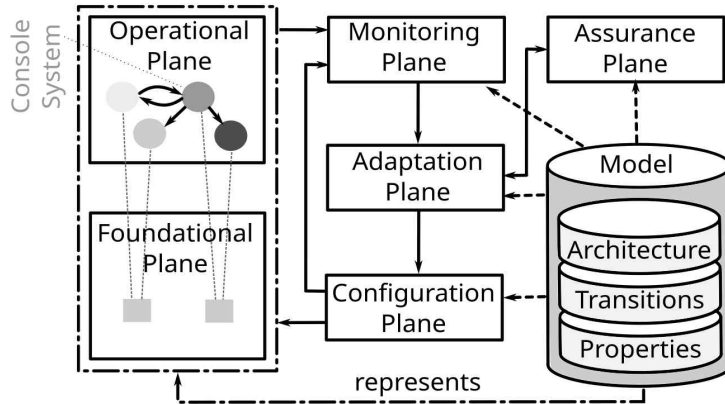 Console
System
Operational
Plane
Foundational
Plane
Monitoring
Plane
Adaptation
Plane
Configuration
Plane
Assurance
Plane
Model
Architecture
Transitions
Properties
represents